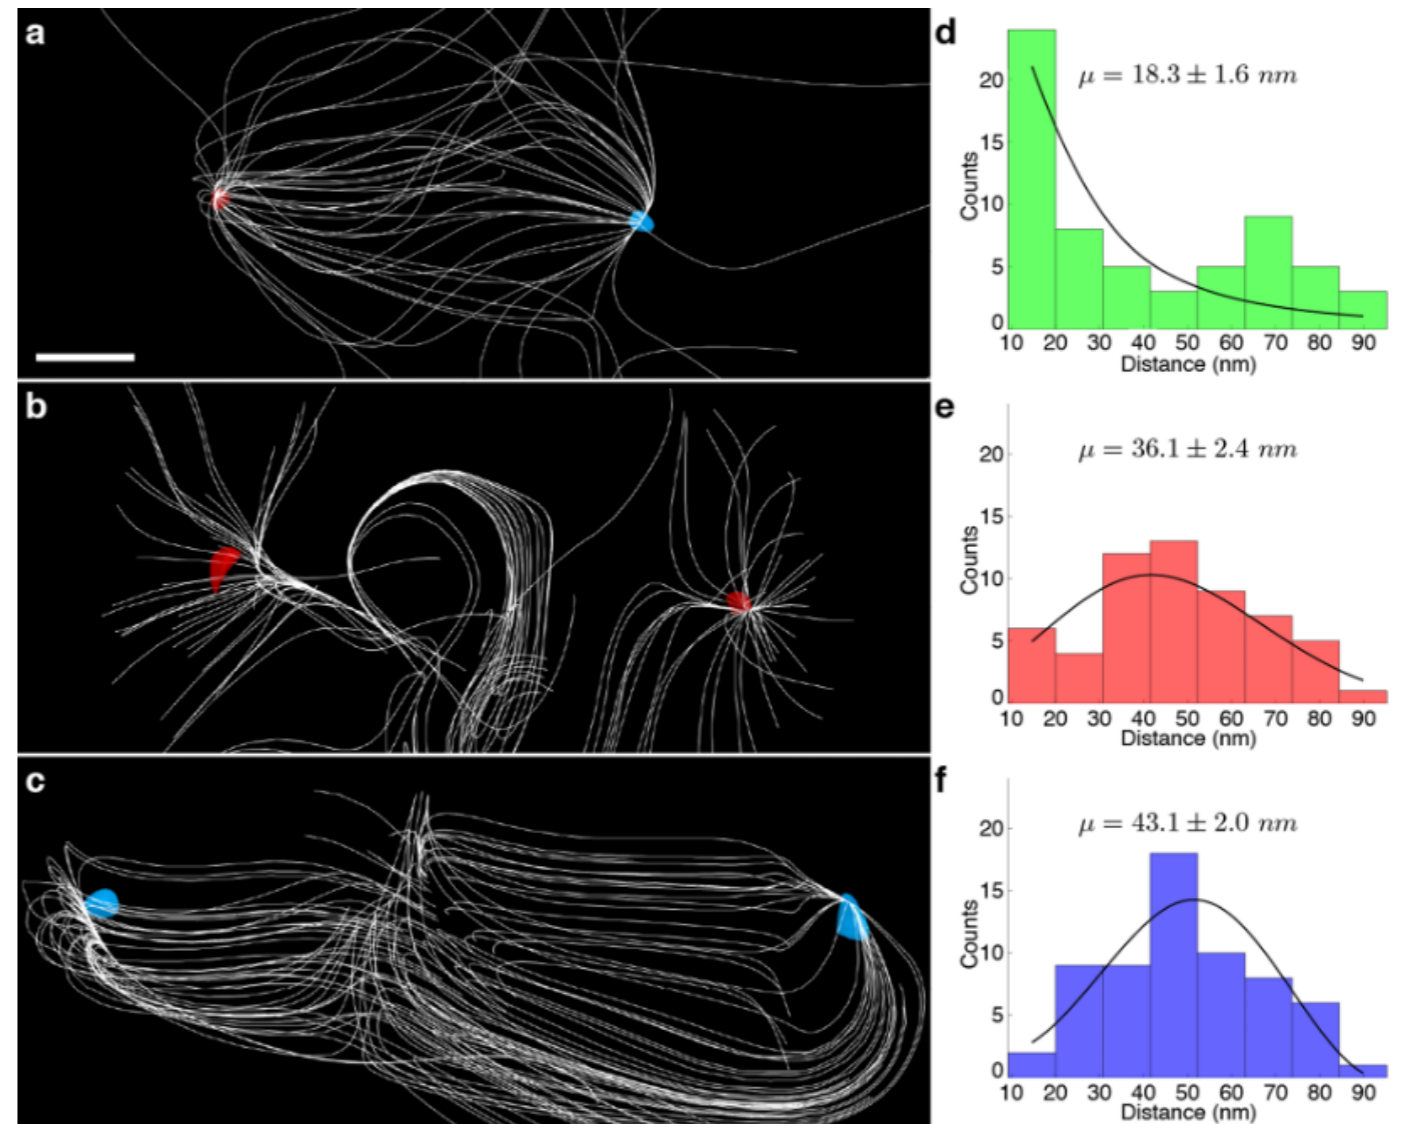 a
b
c
d
μ = 18.3 ± 1.6 nm
Counts
20
15
10
5
0
10 20 30 40 50 60 70 80 90
Distance (nm)
e
μ = 36.1 ± 2.4 nm
Counts
20
15
10
5
0
10 20 30 40 50 60 70 80 90
Distance (nm)
f
μ = 43.1 ± 2.0 nm
Counts
20
15
10
5
0
10 20 30 40 50 60 70 80 90
Distance (nm)